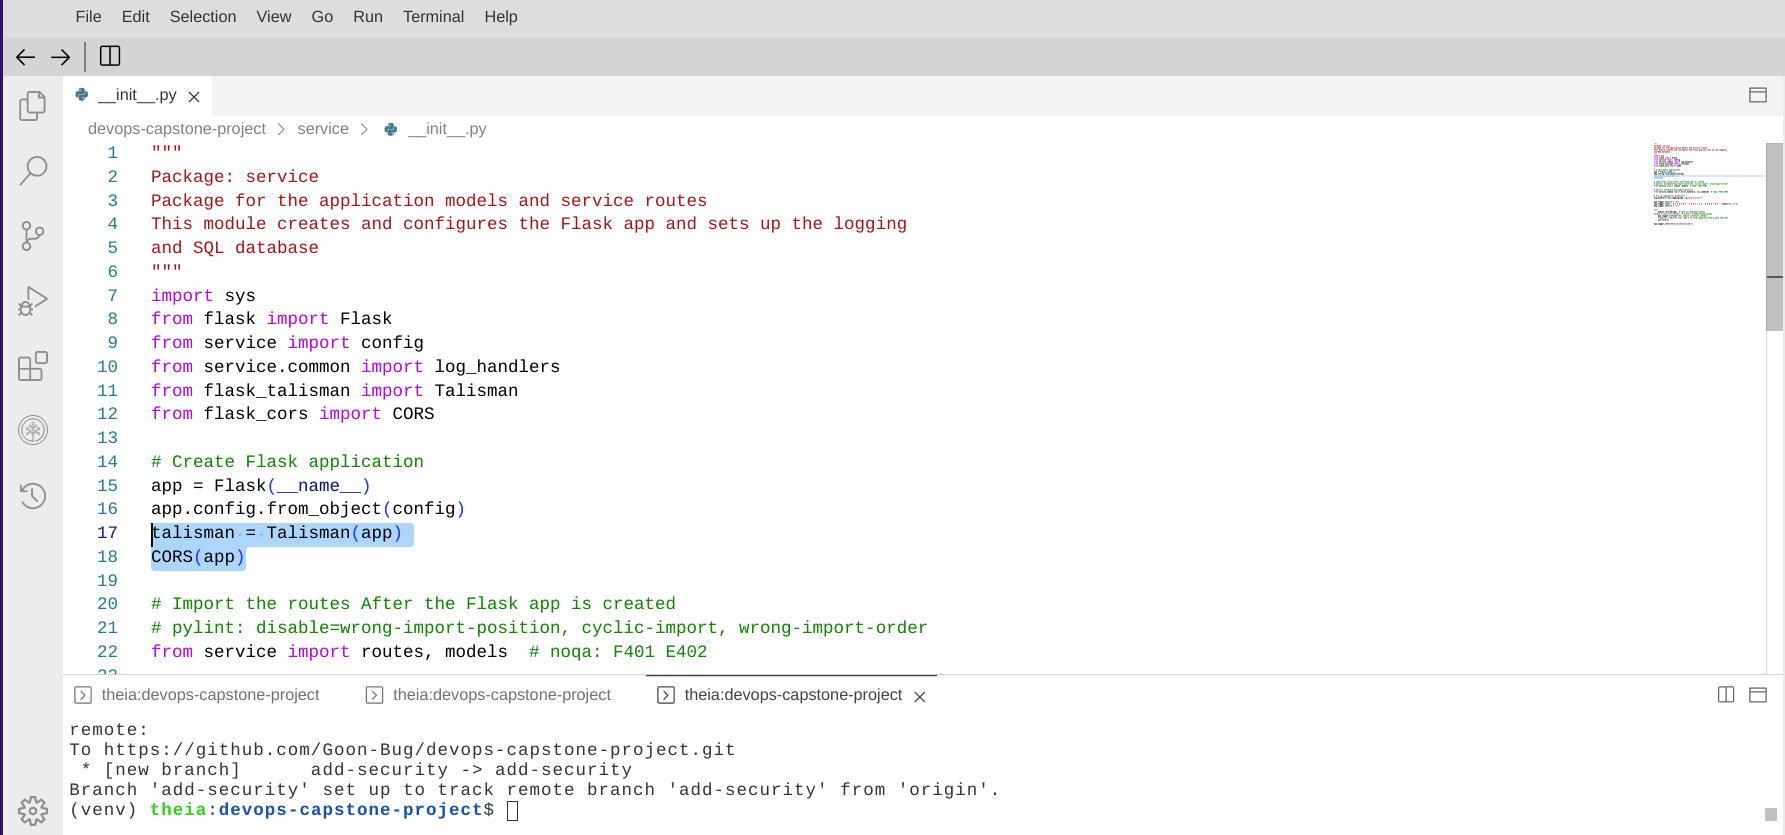 File Edit Selection View Go Run Terminal Help
__init__.py
devops-capstone-project > service > __init__.py
1 """
2 Package: service
3 Package for the application models and service routes
4 This module creates and configures the Flask app and sets up the logging
5 and SQL database
6 """
7 import sys
8 from flask import Flask
9 from service import config
10 from service.common import log_handlers
11 from flask_talisman import Talisman
12 from flask_cors import CORS
13
14 # Create Flask application
15 app = Flask(__name__)
16 app.config.from_object(config)
17 talisman = Talisman(app)
18 CORS(app)
19
20 # Import the routes After the Flask app is created
21 # pylint: disable=wrong-import-position, cyclic-import, wrong-import-order
22 from service import routes, models  # noqa: F401 E402
theia:devops-capstone-project theia:devops-capstone-project theia:devops-capstone-project
remote:
To https://github.com/Goon-Bug/devops-capstone-project.git
 * [new branch]      add-security -> add-security
Branch 'add-security' set up to track remote branch 'add-security' from 'origin'.
(venv) theia:devops-capstone-project$